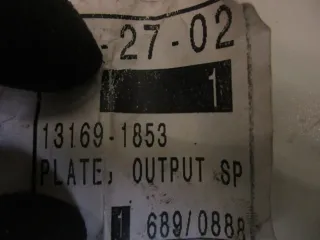 -27-02
1
13169-1853
PLATE, OUTPUT SP
1 689/0888